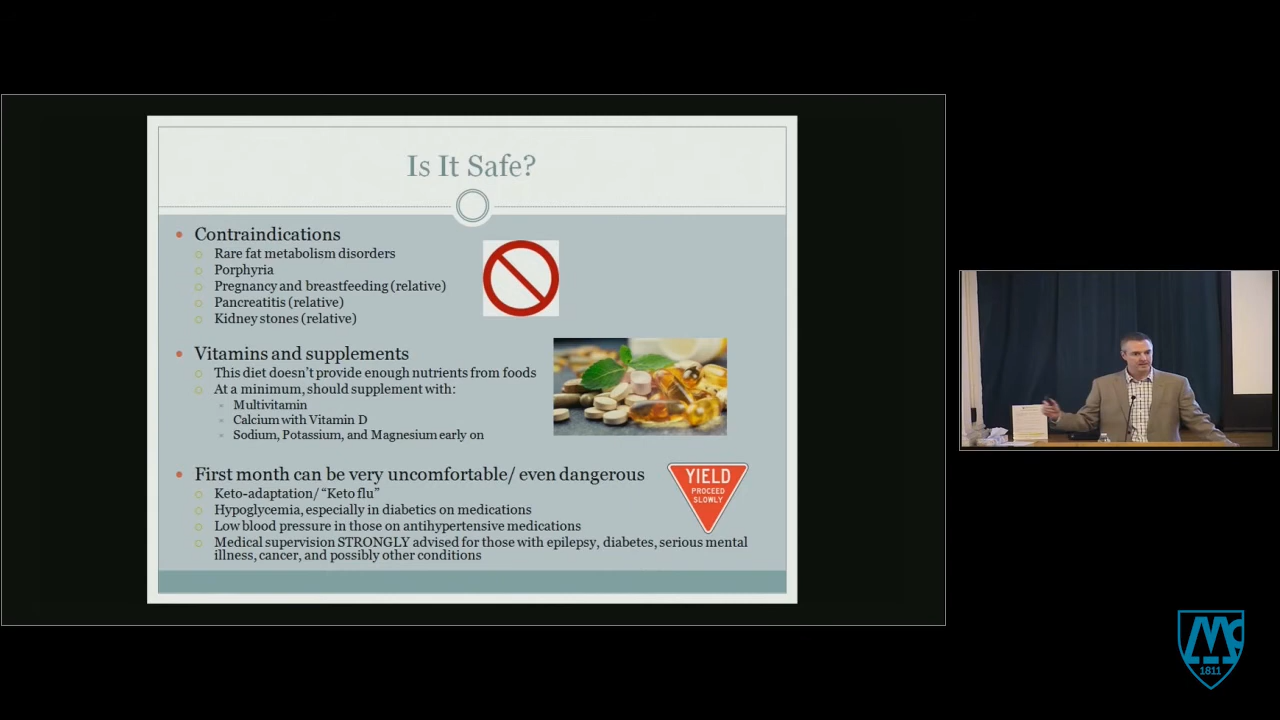 Is It Safe?
Contraindications
Rare fat metabolism disorders
Porphyria
Pregnancy and breastfeeding (relative)
Pancreatitis (relative)
Kidney stones (relative)
Vitamins and supplements
This diet doesn't provide enough nutrients from foods
At a minimum, should supplement with:
Multivitamin
Calcium with Vitamin D
Sodium, Potassium, and Magnesium early on
First month can be very uncomfortable/ even dangerous
Keto-adaptation/ “Keto flu”
Hypoglycemia, especially in diabetics on medications
Low blood pressure in those on antihypertensive medications
Medical supervision STRONGLY advised for those with epilepsy, diabetes, serious mental
illness, cancer, and possibly other conditions
YIELD
PROCEED
SLOWLY
Mc
1811